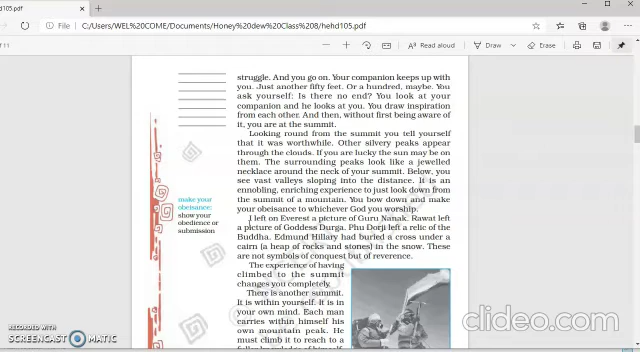 hd105.pdf
File
C:/Users/WEL%20COME/Documents/Honey%20dew%20Class%208/hehd105.pdf
of 11
Read aloud
Draw
Erase
struggle. And you go on. Your companion keeps up with
you. Just another fifty feet. Or a hundred, maybe. You
ask yourself: Is there no end? You look at your
companion and he looks at you. You draw inspiration
from each other. And then, without first being aware of
it, you are at the summit.
Looking round from the summit you tell yourself
that it was worthwhile. Other silvery peaks appear
through the clouds. If you are lucky the sun may be on
them. The surrounding peaks look like a jewelled
necklace around the neck of your summit. Below, you
see vast valleys sloping into the distance. It is an
ennobling, enriching experience to just look down from
the summit of a mountain. You bow down and make
your obeisance to whichever God you worship.
make your
obeisance:
show your
obedience or
submission
I left on Everest a picture of Guru Nanak. Rawat left
a picture of Goddess Durga. Phu Dorji left a relic of the
Buddha. Edmund Hillary had buried a cross under a
cairn (a heap of rocks and stones) in the snow. These
are not symbols of conquest but of reverence.
The experience of having
climbed to the summit
changes you completely.
There is another summit.
It is within yourself. It is in
your own mind. Each man
carries within himself his
own mountain peak. He
must climb it to reach to a
fuller knowledge of himself.
RECORDED WITH
SCREENCAST MATIC
clideo.com